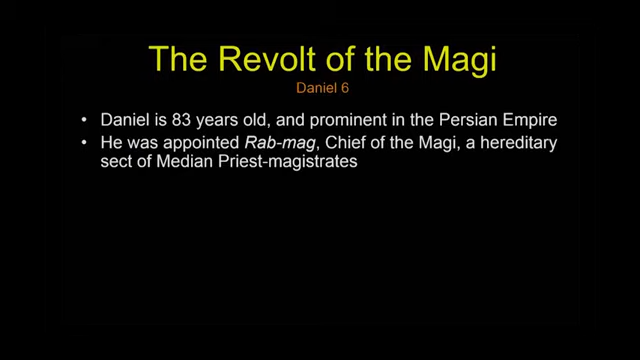 The Revolt of the Magi
Daniel 6
• Daniel is 83 years old, and prominent in the Persian Empire
• He was appointed Rab-mag, Chief of the Magi, a hereditary
sect of Median Priest-magistrates